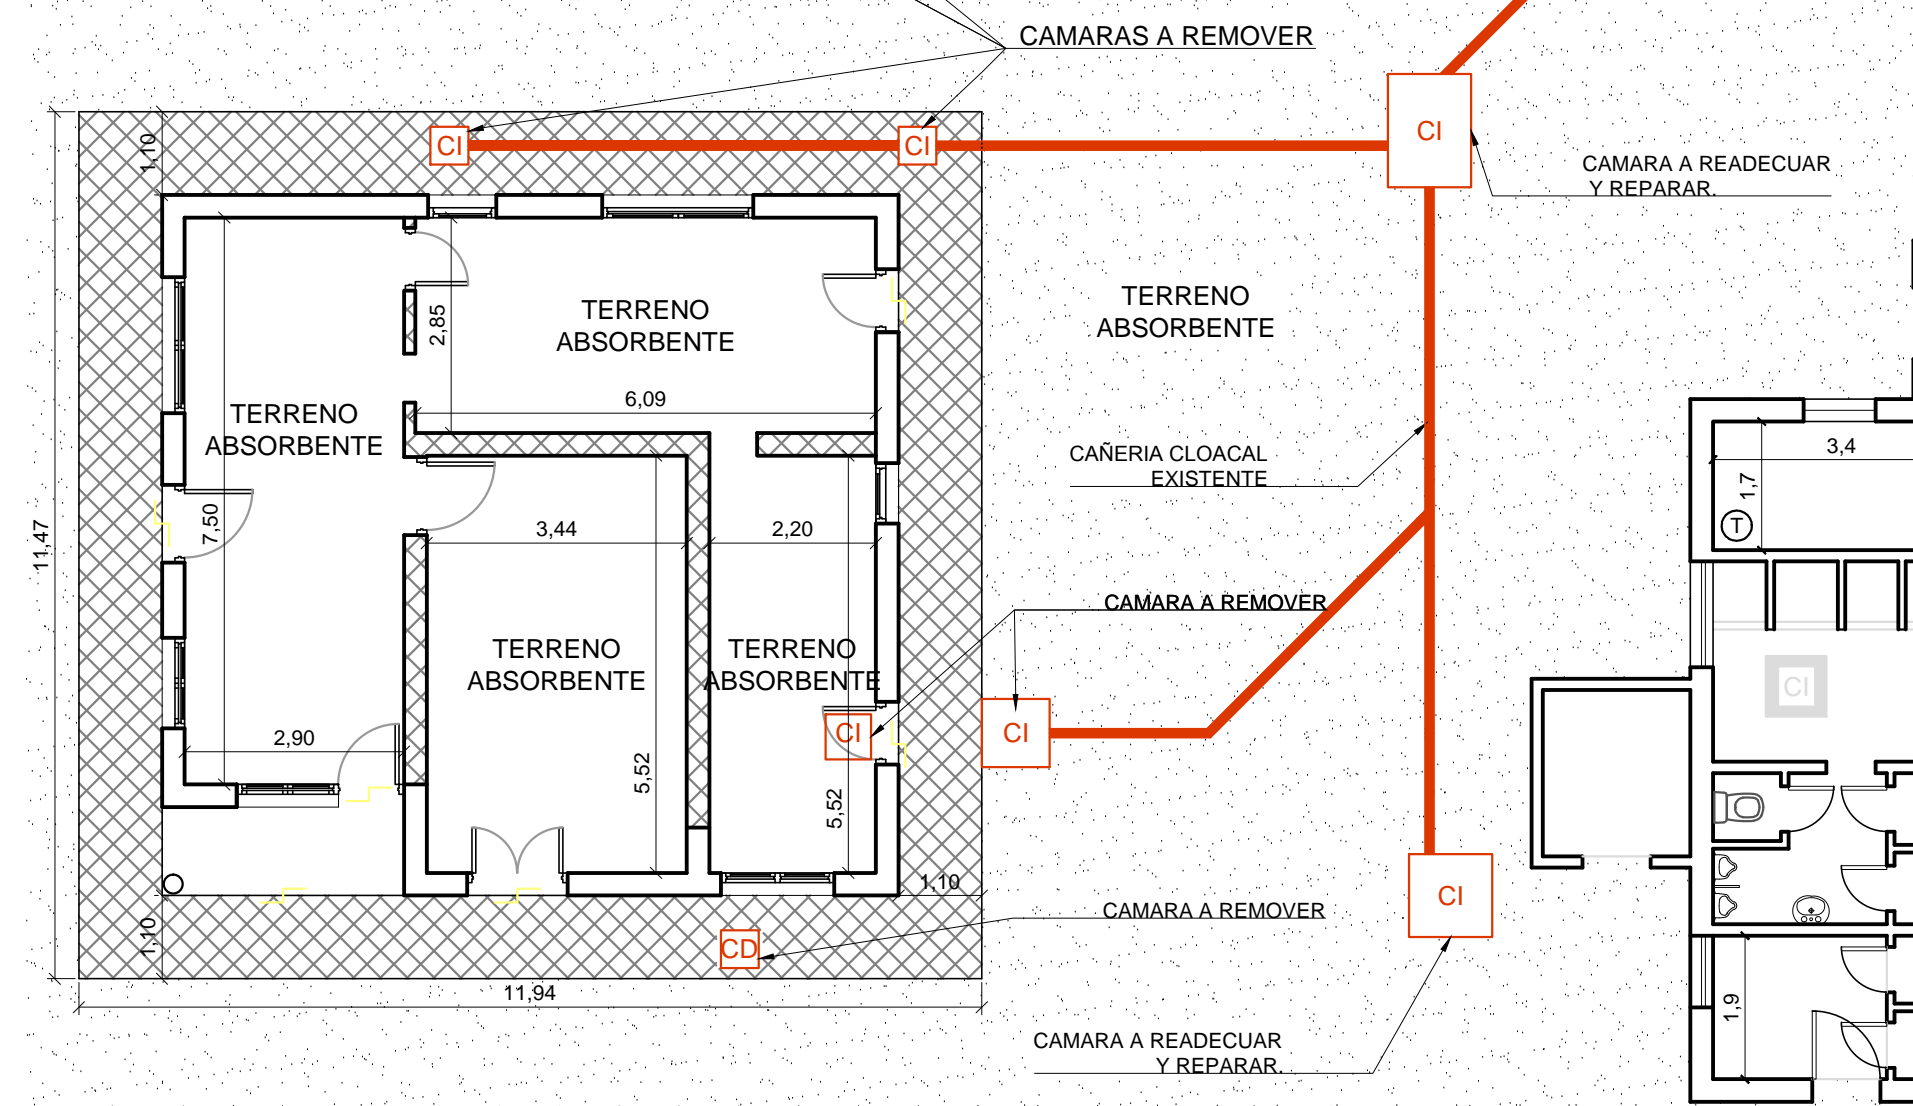 CAMARAS A REMOVER
CI
CI
CI
CAMARA A READECUAR
Y REPARAR.
1,10
TERRENO
ABSORBENTE
2,85
TERRENO
ABSORBENTE
6,09
TERRENO
ABSORBENTE
CAÑERIA CLOACAL
EXISTENTE
3,4
1,7
T
11,47
7,50
3,44
2,20
CAMARA A REMOVER
TERRENO
ABSORBENTE
TERRENO
ABSORBENTE
CI
2,90
CI
CI
5,52
5,52
1,10
CI
CAMARA A REMOVER
1,10
CD
11,94
1,9
CAMARA A READECUAR
Y REPARAR.